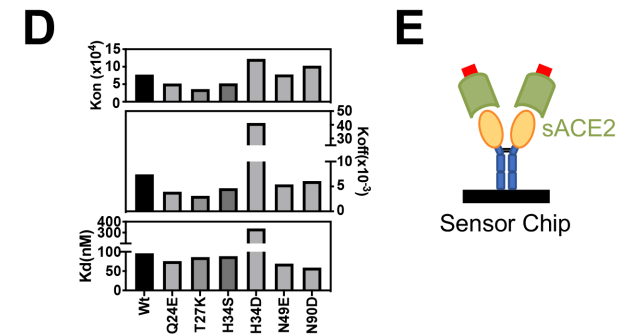 D
E
Kon (x10⁴)
15
10
5
0
50
40
30
10
5
0
Koff(x10⁻³)
400
300
100
50
0
Kd(nM)
Wt
Q24E
T27K
H34S
H34D
N49E
N90D
sACE2
Sensor Chip